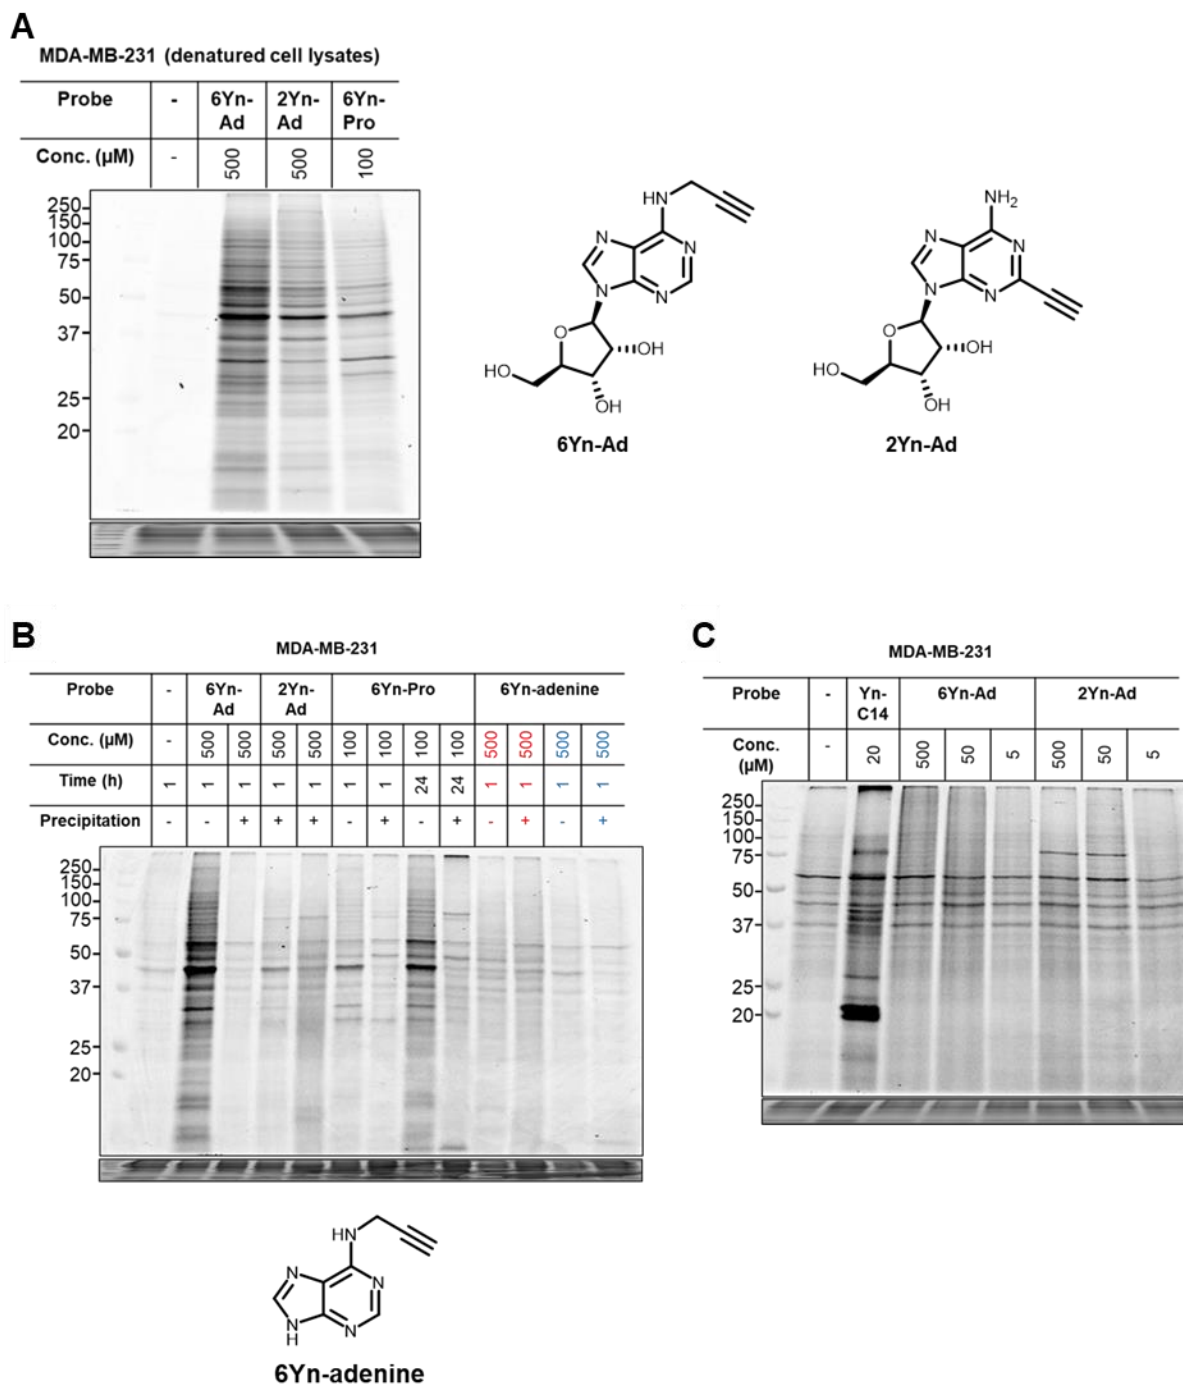 A
MDA-MB-231 (denatured cell lysates)
Probe - 6Yn-Ad 2Yn-Ad 6Yn-Pro
Conc. (µM) - 500 500 100
250
150
100
75
50
37
25
20
HN N N N N O HO OH OH
6Yn-Ad
NH2 N N N N O HO OH OH
2Yn-Ad
B
MDA-MB-231
Probe - 6Yn-Ad 2Yn-Ad 6Yn-Pro 6Yn-adenine
Conc. (µM) - 500 500 500 500 100 100 100 100 500 500 500 500
Time (h) 1 1 1 1 1 1 1 24 24 1 1 1 1
Precipitation - - + + + - + - + - + - +
250
150
100
75
50
37
25
20
HN N N N N H
6Yn-adenine
C
MDA-MB-231
Probe - Yn-C14 6Yn-Ad 2Yn-Ad
Conc. (µM) - 20 500 50 5 500 50 5
250
150
100
75
50
37
25
20